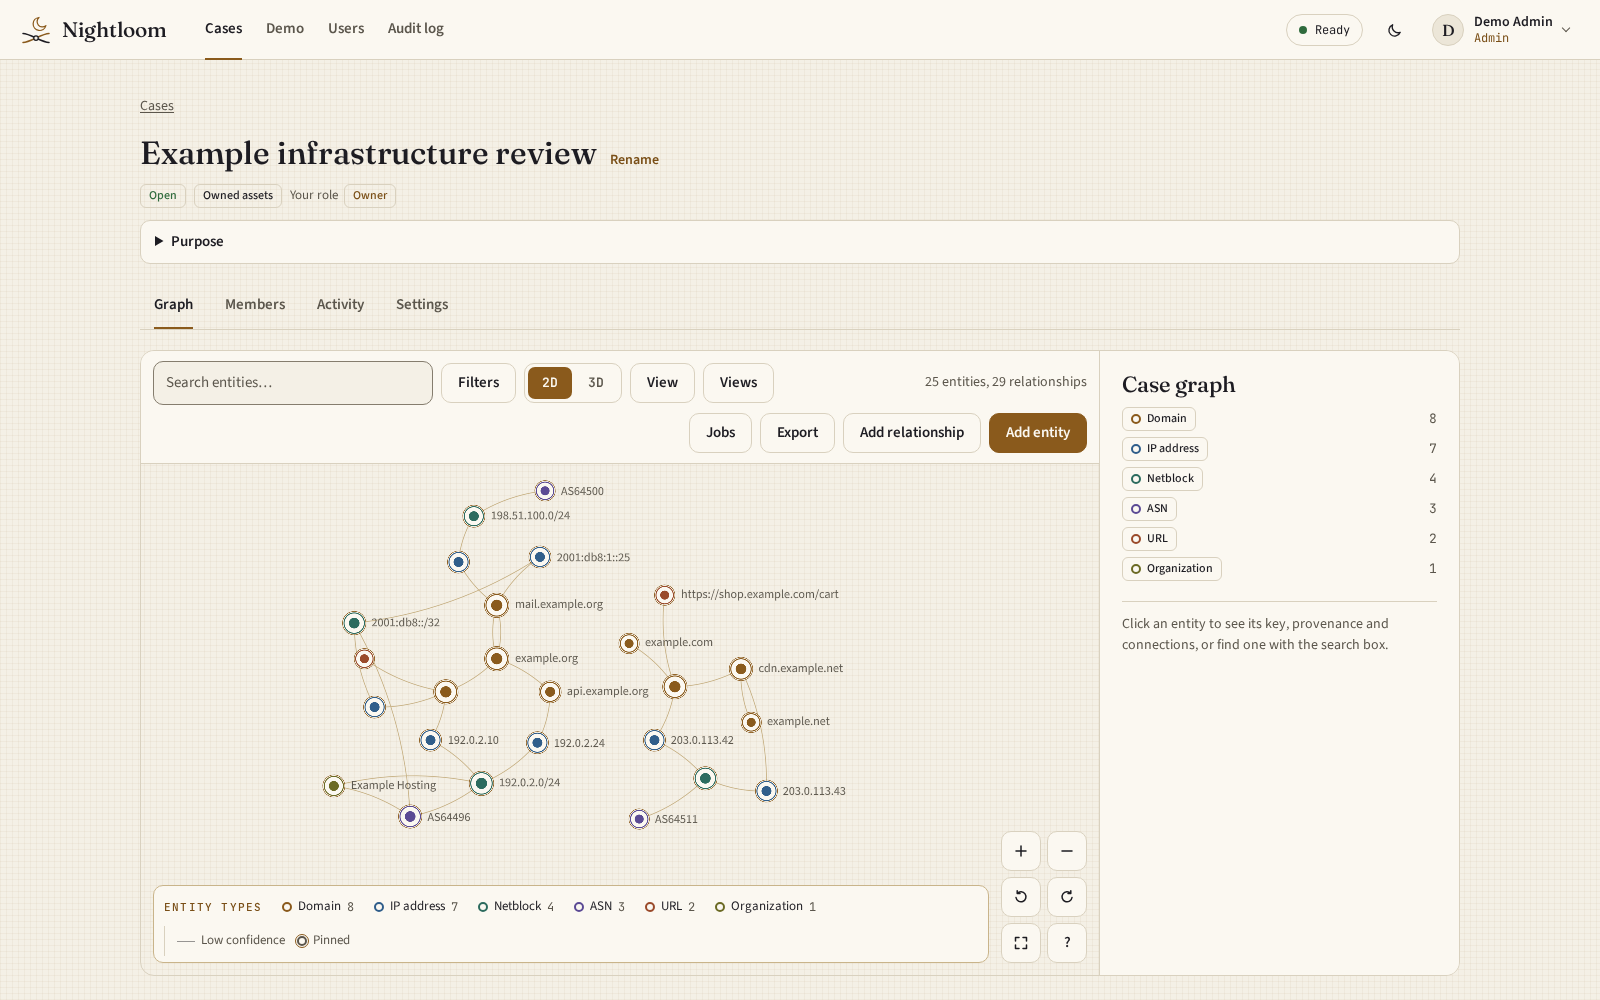 Nightloom
Cases Demo Users Audit log
Ready
D
Demo Admin
Admin
Cases
Example infrastructure review Rename
Open Owned assets Your role Owner
Purpose
Graph Members Activity Settings
Search entities… Filters 2D 3D View Views 25 entities, 29 relationships
Jobs Export Add relationship Add entity
AS64500
198.51.100.0/24
2001:db8:1::25
https://shop.example.com/cart
mail.example.org
2001:db8::/32
example.com
example.org
cdn.example.net
api.example.org
example.net
192.0.2.10
192.0.2.24
203.0.113.42
192.0.2.0/24
Example Hosting
203.0.113.43
AS64496
AS64511
ENTITY TYPES Domain 8 IP address 7 Netblock 4 ASN 3 URL 2 Organization 1
Low confidence Pinned
?
Case graph
Domain 8
IP address 7
Netblock 4
ASN 3
URL 2
Organization 1
Click an entity to see its key, provenance and
connections, or find one with the search box.